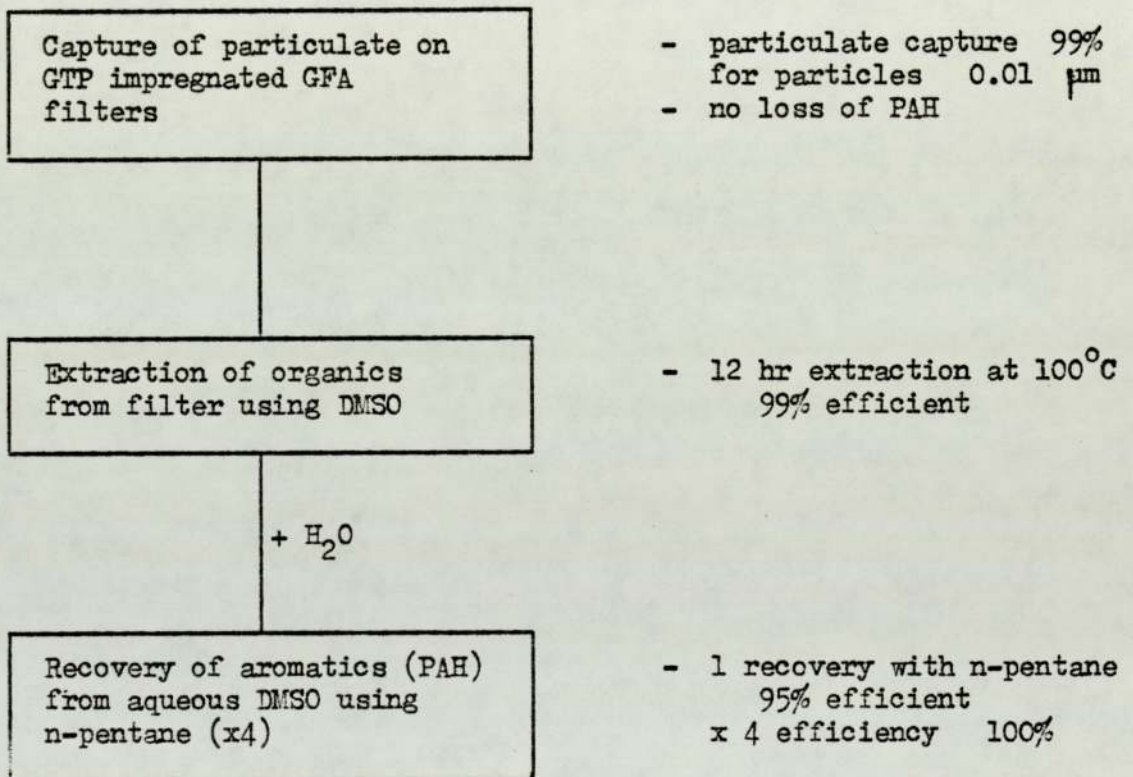 Capture of particulate on
GTP impregnated GFA
filters
- particulate capture 99%
for particles 0.01 µm
- no loss of PAH
Extraction of organics
from filter using DMSO
- 12 hr extraction at 100°C
99% efficient
+ H₂O
Recovery of aromatics (PAH)
from aqueous DMSO using
n-pentane (x4)
- 1 recovery with n-pentane
95% efficient
x 4 efficiency 100%